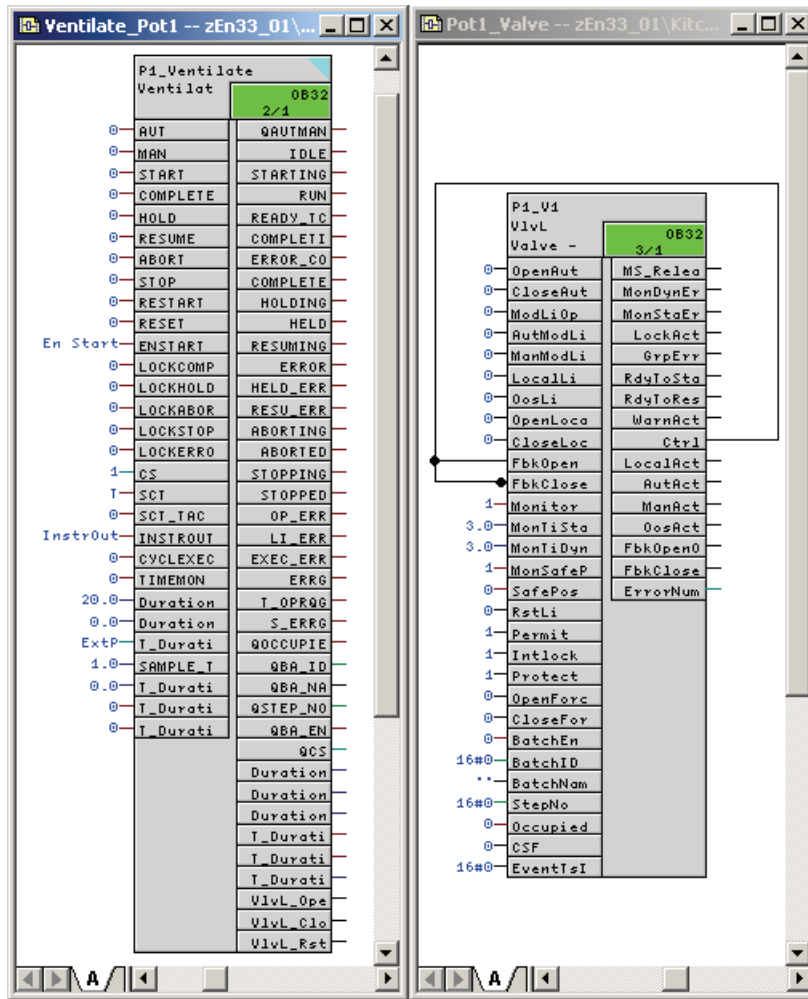 Ventilate_Pot1 -- zEn33_01\...
P1_Ventilate
Ventilat
OB32
2/1
0 AUT QAUTMAN
0 MAN IDLE
0 START STARTING
0 COMPLETE RUN
0 HOLD READY_TC
0 RESUME COMPLETI
0 ABORT ERROR_CO
0 STOP COMPLETE
0 RESTART HOLDING
0 RESET HELD
En Start ENSTART RESUMING
0 LOCKCOMP ERROR
0 LOCKHOLD HELD_ERR
0 LOCKABOR RESU_ERR
0 LOCKSTOP ABORTING
0 LOCKERRO ABORTED
1 CS STOPPING
T SCT STOPPED
0 SCT_TAC OP_ERR
InstrOut INSTROUT LI_ERR
0 CYCLEXEC EXEC_ERR
0 TIMEMON ERRG
20.0 Duration T_OPRQG
0.0 Duration S_ERRG
ExtP T_Durati QOCCUPIE
1.0 SAMPLE_T QBA_ID
0.0 T_Durati QBA_NA
0 T_Durati QSTEP_NO
0 T_Durati QBA_EN
QCS
Duration
Duration
Duration
T_Durati
T_Durati
T_Durati
VlvL_Ope
VlvL_Clo
VlvL_Rst
A
Pot1_Valve -- zEn33_01\Kitc...
P1_V1
VlvL
Valve -
OB32
3/1
0 OpenAut MS_Relea
0 CloseAut MonDynEr
0 ModLiOp MonStaEr
0 AutModLi LockAct
0 ManModLi GrpErr
0 LocalLi RdyToSta
0 OosLi RdyToRes
0 OpenLoca WarnAct
0 CloseLoc Ctrl
FbkOpen LocalAct
FbkClose AutAct
1 Monitor ManAct
3.0 MonTiSta OosAct
3.0 MonTiDyn FbkOpenO
1 MonSafeP FbkClose
0 SafePos ErrorNum
0 RstLi
1 Permit
1 Intlock
1 Protect
0 OpenForc
0 CloseFor
0 BatchEn
16#0 BatchID
'' BatchNam
16#0 StepNo
0 Occupied
0 CSF
16#0 EventTsI
A